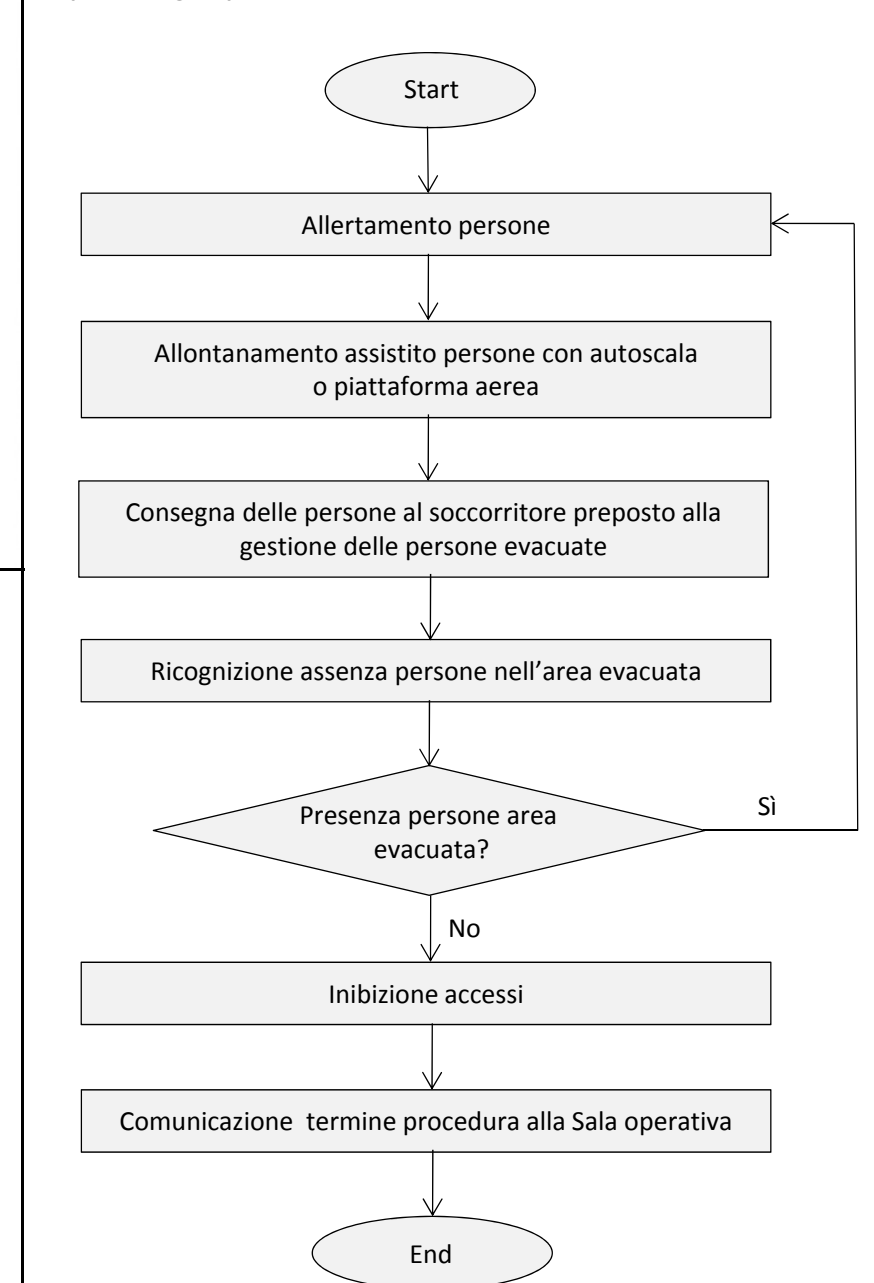 Start
Allertamento persone
Allontanamento assistito persone con autoscala
o piattaforma aerea
Consegna delle persone al soccorritore preposto alla
gestione delle persone evacuate
Ricognizione assenza persone nell'area evacuata
Presenza persone area
evacuata?
Sì
No
Inibizione accessi
Comunicazione termine procedura alla Sala operativa
End